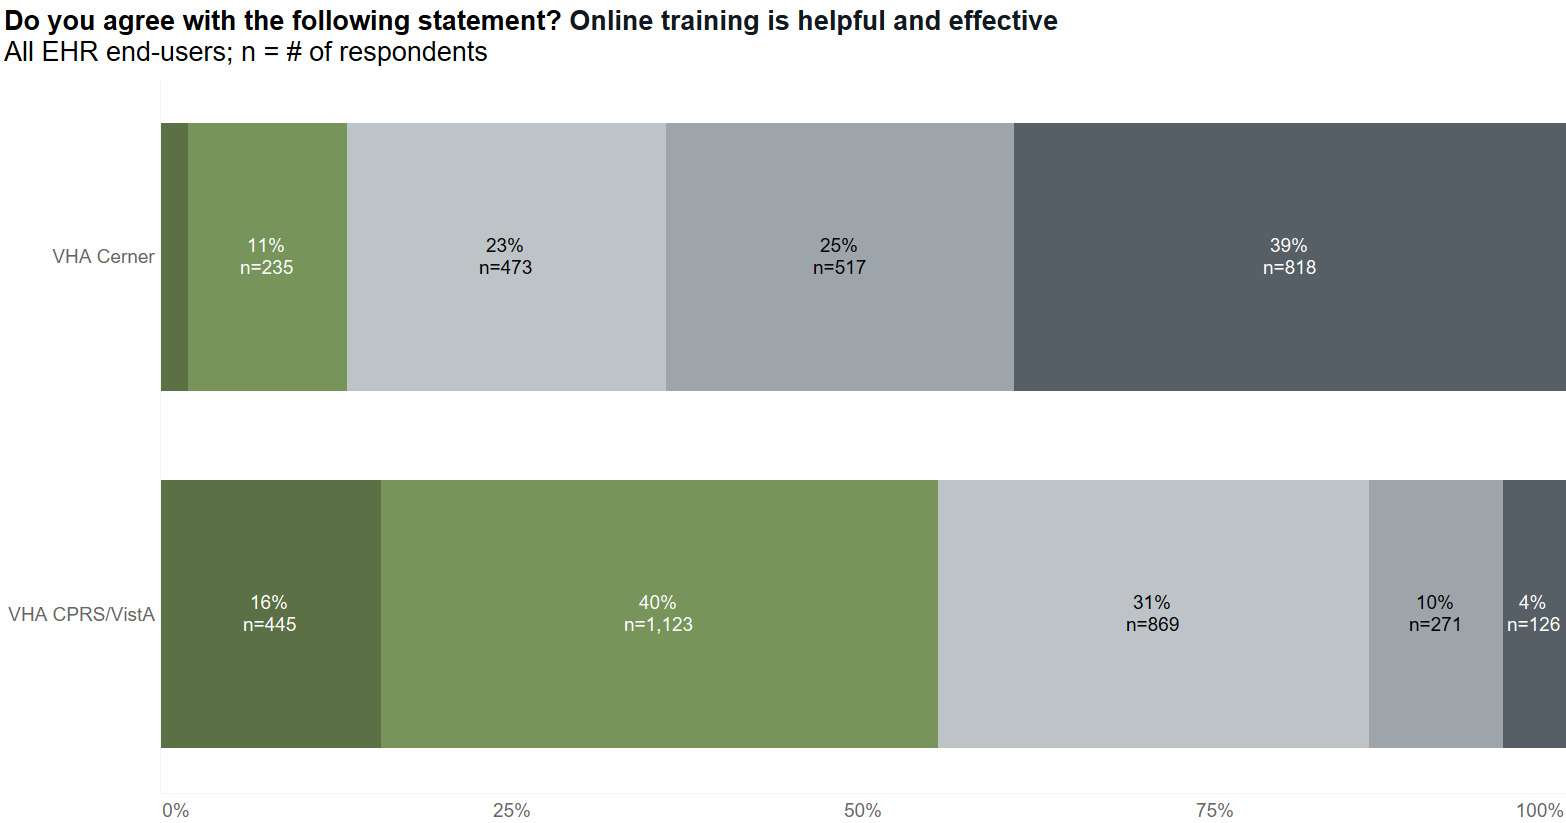 Do you agree with the following statement? Online training is helpful and effective
All EHR end-users; n = # of respondents
VHA Cerner
11%
n=235
23%
n=473
25%
n=517
39%
n=818
VHA CPRS/VistA
16%
n=445
40%
n=1,123
31%
n=869
10%
n=271
4%
n=126
0% 25% 50% 75% 100%